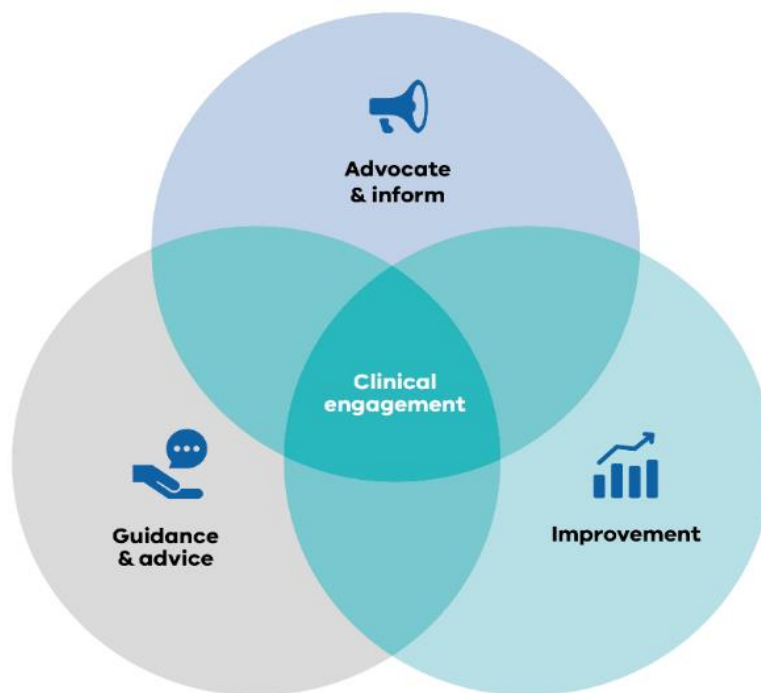 Advocate
& inform
Clinical
engagement
Guidance
& advice
Improvement